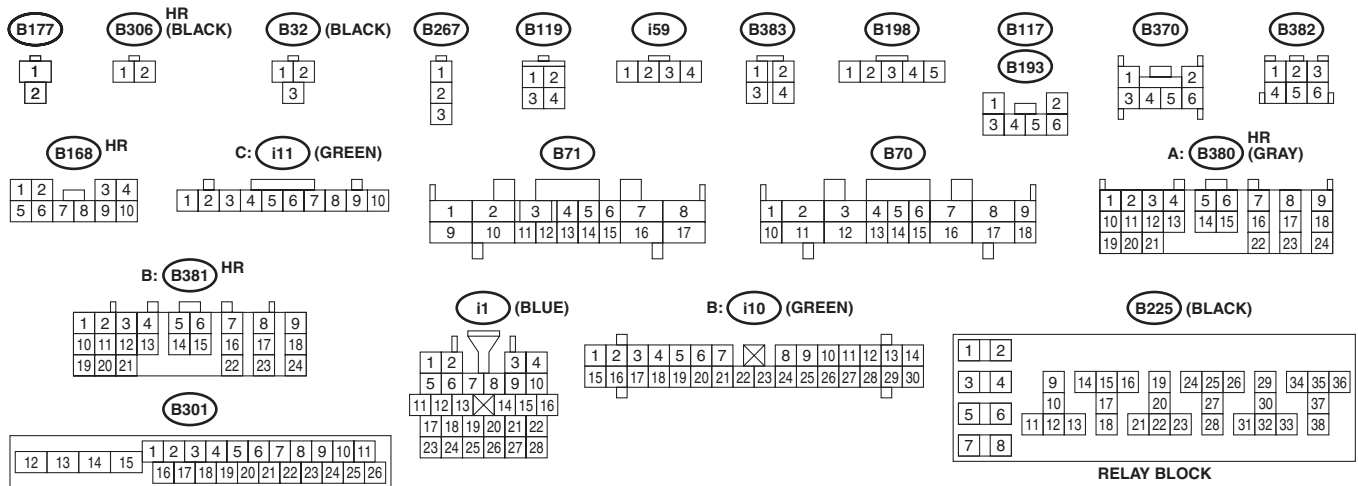 B177 B306 HR (BLACK) B32 (BLACK) B267 B119 i59 B383 B198 B117 B193 B370 B382
1 2
1 2
1 2 3
1 2 3
1 2 3 4
1 2 3 4
1 2 3 4
1 2 3 4 5
1 2 3 4 5 6
1 2 3 4 5 6
1 2 3 4 5 6
B168 HR
1 2 3 4
5 6 7 8 9 10
C: i11 (GREEN)
1 2 3 4 5 6 7 8 9 10
B71
1 2 3 4 5 6 7 8
9 10 11 12 13 14 15 16 17
B70
1 2 3 4 5 6 7 8 9
10 11 12 13 14 15 16 17 18
A: B380 HR (GRAY)
1 2 3 4 5 6 7 8 9
10 11 12 13 14 15 16 17 18
19 20 21 22 23 24
B: B381 HR
1 2 3 4 5 6 7 8 9
10 11 12 13 14 15 16 17 18
19 20 21 22 23 24
i1 (BLUE)
1 2 3 4
5 6 7 8 9 10
11 12 13 14 15 16
17 18 19 20 21 22
23 24 25 26 27 28
B: i10 (GREEN)
1 2 3 4 5 6 7 8 9 10 11 12 13 14
15 16 17 18 19 20 21 22 23 24 25 26 27 28 29 30
B225 (BLACK)
1 2
3 4 9 14 15 16 19 24 25 26 29 34 35 36
10 17 20 27 30 37
5 6 11 12 13 18 21 22 23 28 31 32 33 38
7 8
RELAY BLOCK
B301
1 2 3 4 5 6 7 8 9 10 11
12 13 14 15
16 17 18 19 20 21 22 23 24 25 26